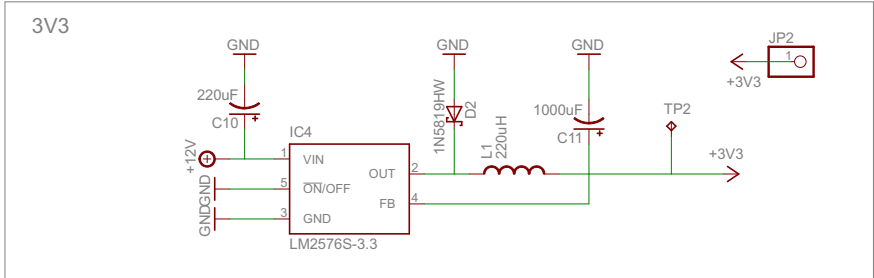 3V3
GND
GND
GND
JP2
1
+3V3
220uF
C10
1N5819HW
D2
1000uF
C11
TP2
IC4
L1
220uH
+12V
1
VIN
OUT
2
+3V3
GND
5
ON/OFF
FB
4
GND
3
GND
LM2576S-3.3